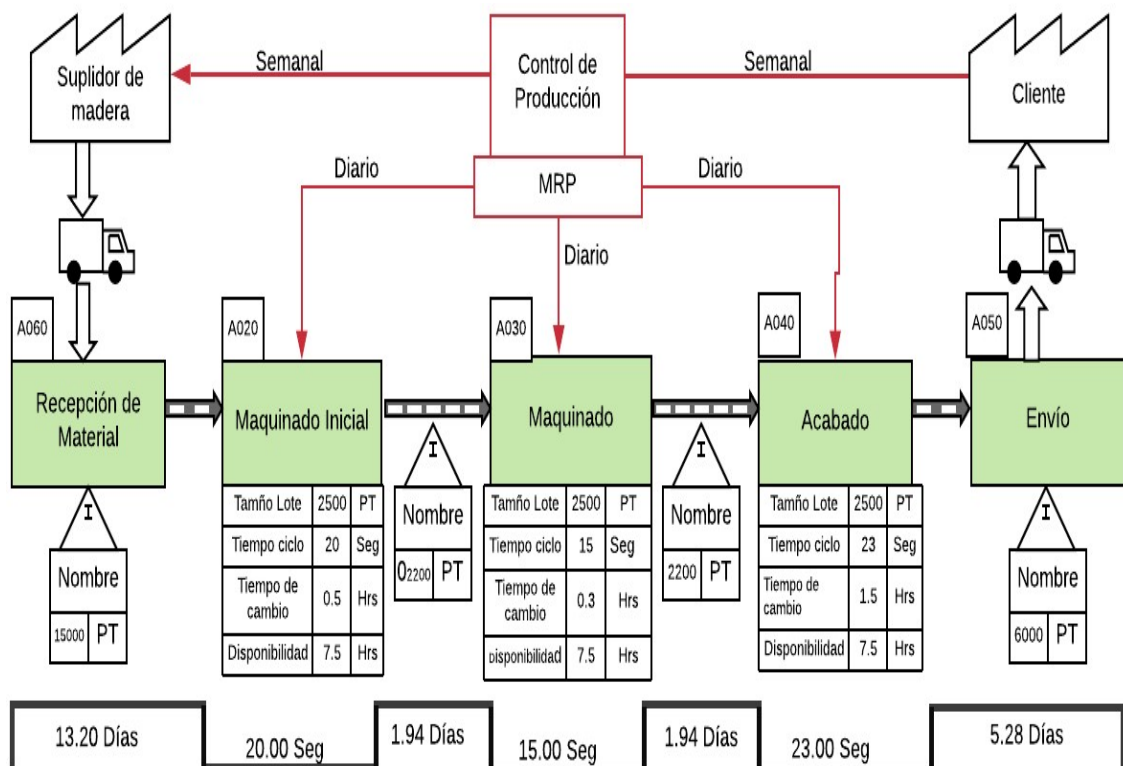 Suplidor de
madera
Semanal
Control de
Producción
Semanal
Cliente
Diario
MRP
Diario
Diario
A060
A020
A030
A040
A050
Recepción de
Material
Maquinado Inicial
Maquinado
Acabado
Envío
I
Nombre
15000 PT
Tamño Lote 2500 PT
Tiempo ciclo 20 Seg
Tiempo de
cambio 0.5 Hrs
Disponibilidad 7.5 Hrs
I
Nombre
02200 PT
Tamño Lote 2500 PT
Tiempo ciclo 15 Seg
Tiempo de
cambio 0.3 Hrs
Disponibilidad 7.5 Hrs
I
Nombre
2200 PT
Tamño Lote 2500 PT
Tiempo ciclo 23 Seg
Tiempo de
cambio 1.5 Hrs
Disponibilidad 7.5 Hrs
I
Nombre
6000 PT
13.20 Días
20.00 Seg
1.94 Días
15.00 Seg
1.94 Días
23.00 Seg
5.28 Días